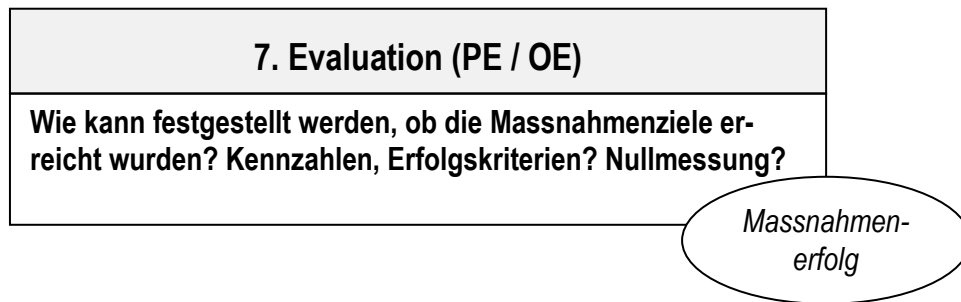 7. Evaluation (PE / OE)
Wie kann festgestellt werden, ob die Massnahmenziele er-
reicht wurden? Kennzahlen, Erfolgskriterien? Nullmessung?
Massnahmen-
erfolg